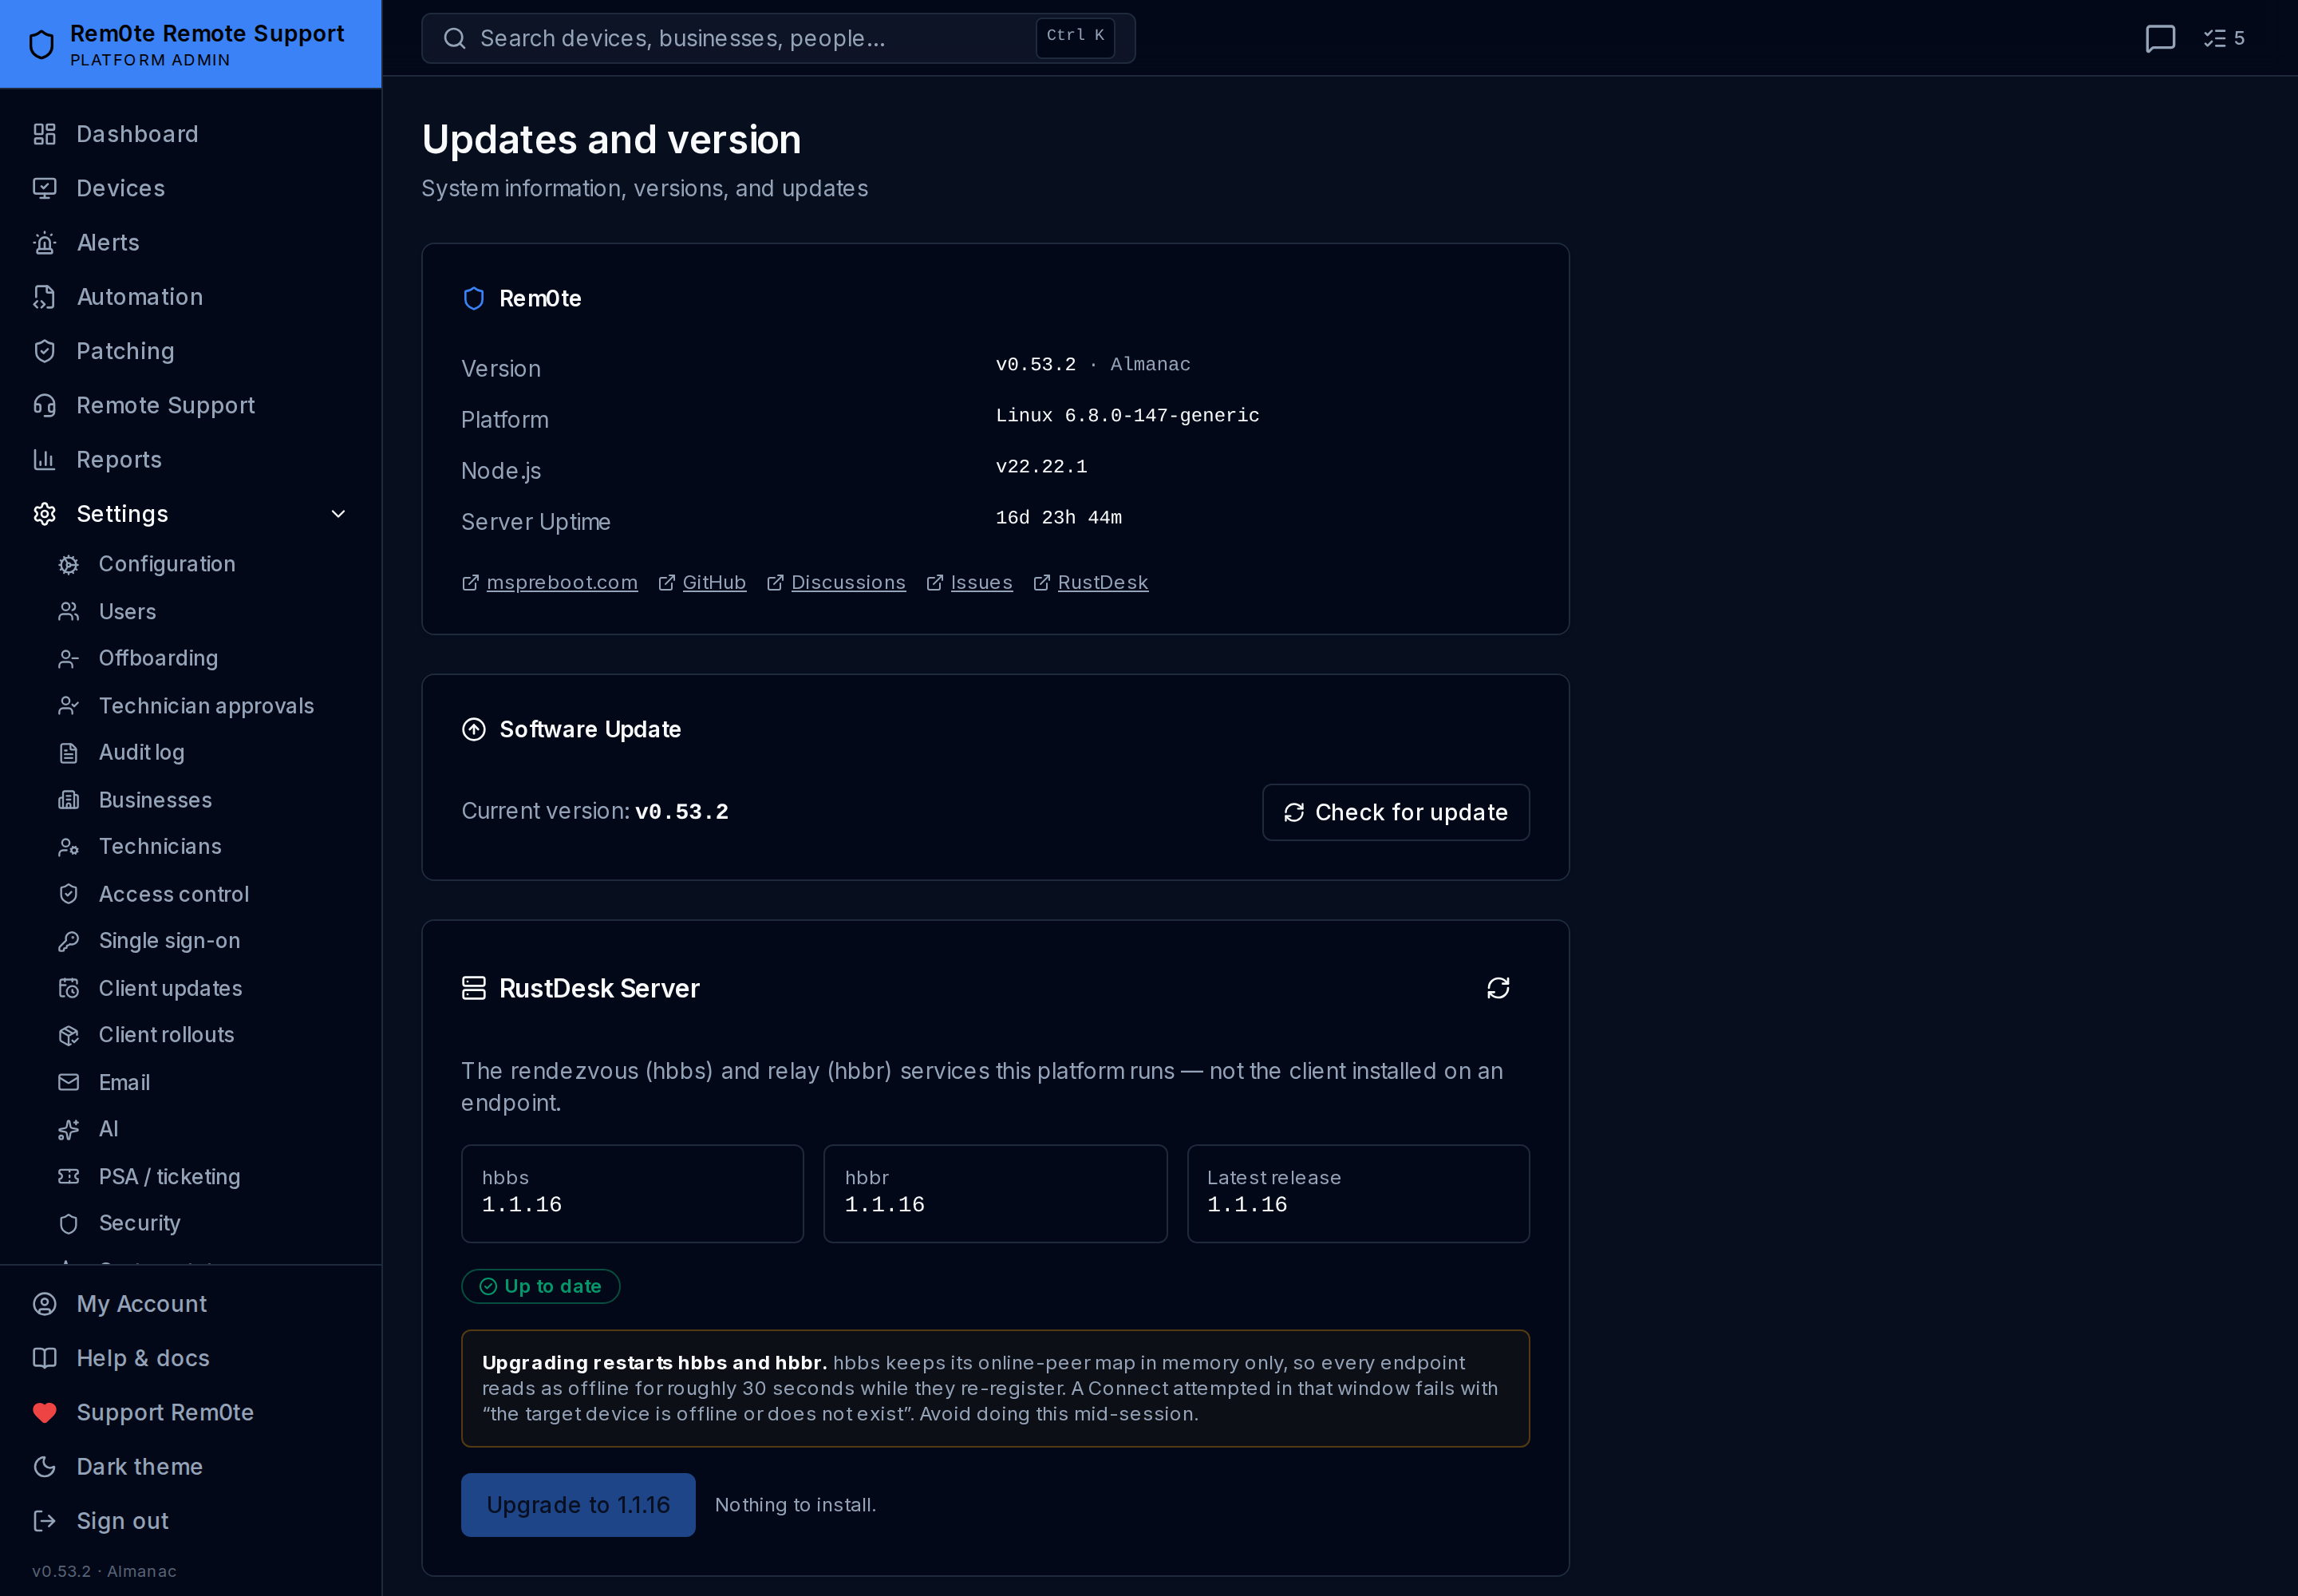 Rem0te Remote Support
PLATFORM ADMIN
Search devices, businesses, people...
Ctrl K
5
Dashboard
Devices
Alerts
Automation
Patching
Remote Support
Reports
Settings
Configuration
Users
Offboarding
Technician approvals
Audit log
Businesses
Technicians
Access control
Single sign-on
Client updates
Client rollouts
Email
AI
PSA / ticketing
Security
My Account
Help & docs
Support Rem0te
Dark theme
Sign out
v0.53.2 · Almanac
Updates and version
System information, versions, and updates
Rem0te
Version v0.53.2 · Almanac
Platform Linux 6.8.0-147-generic
Node.js v22.22.1
Server Uptime 16d 23h 44m
mspreboot.com GitHub Discussions Issues RustDesk
Software Update
Current version: v0.53.2
Check for update
RustDesk Server
The rendezvous (hbbs) and relay (hbbr) services this platform runs — not the client installed on an
endpoint.
hbbs
1.1.16
hbbr
1.1.16
Latest release
1.1.16
Up to date
Upgrading restarts hbbs and hbbr. hbbs keeps its online-peer map in memory only, so every endpoint
reads as offline for roughly 30 seconds while they re-register. A Connect attempted in that window fails with
“the target device is offline or does not exist”. Avoid doing this mid-session.
Upgrade to 1.1.16
Nothing to install.